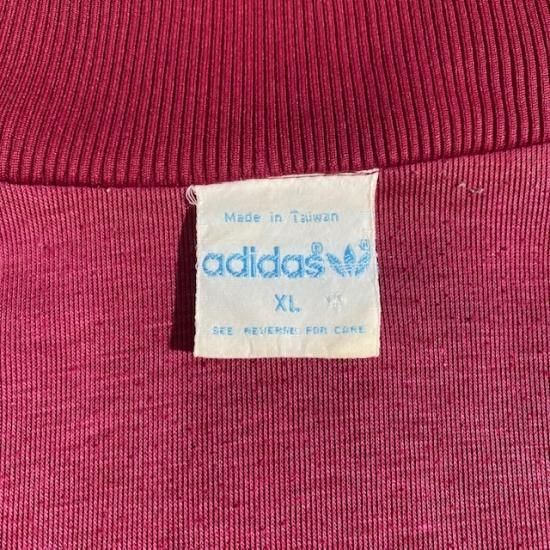 Made in Taiwan
adidas®
XL
SEE REVERSE FOR CARE